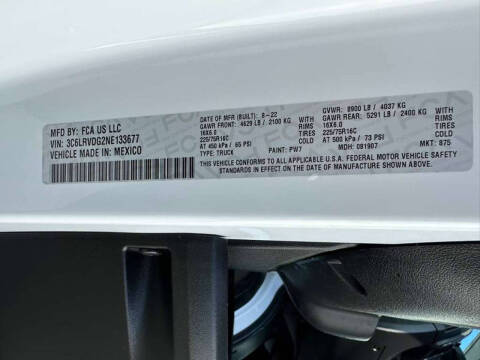 MFD BY: FCA US LLC
VIN: 3C6LRVDG2NE133677
VEHICLE MADE IN: MEXICO
DATE OF MFR (BUILT): 8-22
GAWR FRONT: 4629 LB / 2100 KG
16X6.0 RIMS
225/75R16C TIRES
AT 450 kPa / 65 PSI COLD
TYPE: TRUCK
PAINT: PW7
GVWR: 8900 LB / 4037 KG
GAWR REAR: 5291 LB / 2400 KG
16X6.0 RIMS
225/75R16C TIRES
AT 500 kPa / 73 PSI COLD
MDH: 081907
MKT: 875
THIS VEHICLE CONFORMS TO ALL APPLICABLE U.S.A. FEDERAL MOTOR VEHICLE SAFETY
STANDARDS IN EFFECT ON THE DATE OF MANUFACTURE SHOWN ABOVE.